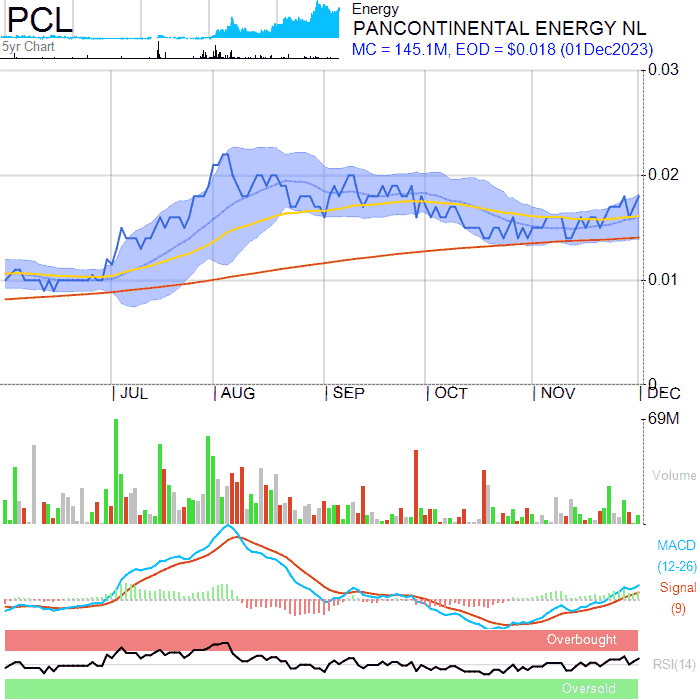 PCL
5yr Chart
Energy
PANCONTINENTAL ENERGY NL
MC = 145.1M, EOD = $0.018 (01Dec2023)
0.03
0.02
0.01
0
JUL AUG SEP OCT NOV DEC
69M
Volume
MACD
(12-26)
Signal
(9)
Overbought
RSI(14)
Oversold